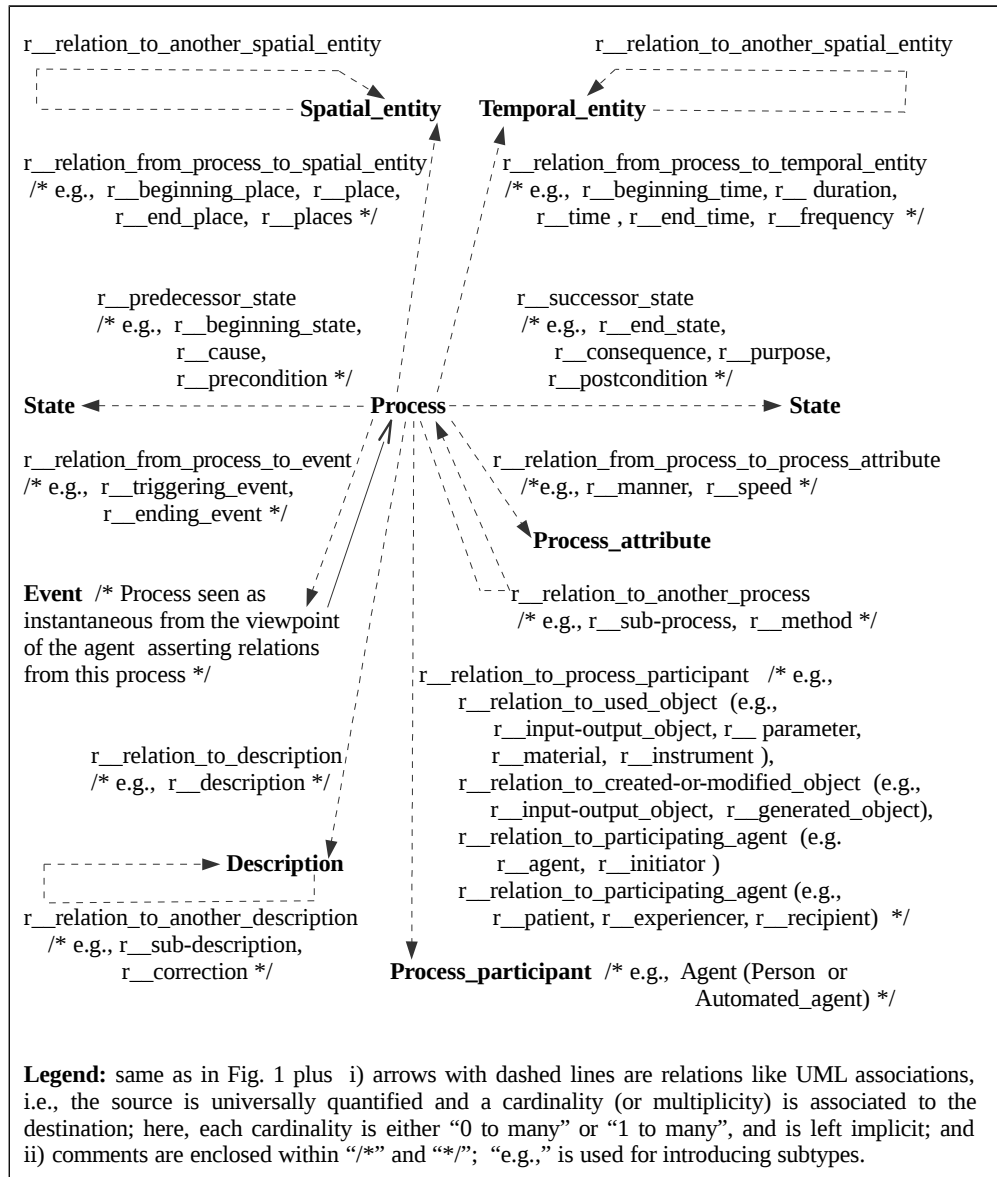 r__relation_to_another_spatial_entity
r__relation_to_another_spatial_entity
Spatial_entity
Temporal_entity
r__relation_from_process_to_spatial_entity
/* e.g., r__beginning_place, r__place,
r__end_place, r__places */
r__relation_from_process_to_temporal_entity
/* e.g., r__beginning_time, r__ duration,
r__time , r__end_time, r__frequency */
r__predecessor_state
/* e.g., r__beginning_state,
r__cause,
r__precondition */
r__successor_state
/* e.g., r__end_state,
r__consequence, r__purpose,
r__postcondition */
State
Process
State
r__relation_from_process_to_event
/* e.g., r__triggering_event,
r__ending_event */
r__relation_from_process_to_process_attribute
/*e.g., r__manner, r__speed */
Process_attribute
Event /* Process seen as
instantaneous from the viewpoint
of the agent asserting relations
from this process */
r__relation_to_another_process
/* e.g., r__sub-process, r__method */
r__relation_to_process_participant /* e.g.,
r__relation_to_used_object (e.g.,
r__input-output_object, r__ parameter,
r__material, r__instrument ),
r__relation_to_created-or-modified_object (e.g.,
r__input-output_object, r__generated_object),
r__relation_to_participating_agent (e.g.
r__agent, r__initiator )
r__relation_to_participating_agent (e.g.,
r__patient, r__experiencer, r__recipient) */
r__relation_to_description
/* e.g., r__description */
Description
r__relation_to_another_description
/* e.g., r__sub-description,
r__correction */
Process_participant /* e.g., Agent (Person or
Automated_agent) */
Legend: same as in Fig. 1 plus i) arrows with dashed lines are relations like UML associations,
i.e., the source is universally quantified and a cardinality (or multiplicity) is associated to the
destination; here, each cardinality is either “0 to many” or “1 to many”, and is left implicit; and
ii) comments are enclosed within “/*” and “*/”; “e.g.,” is used for introducing subtypes.